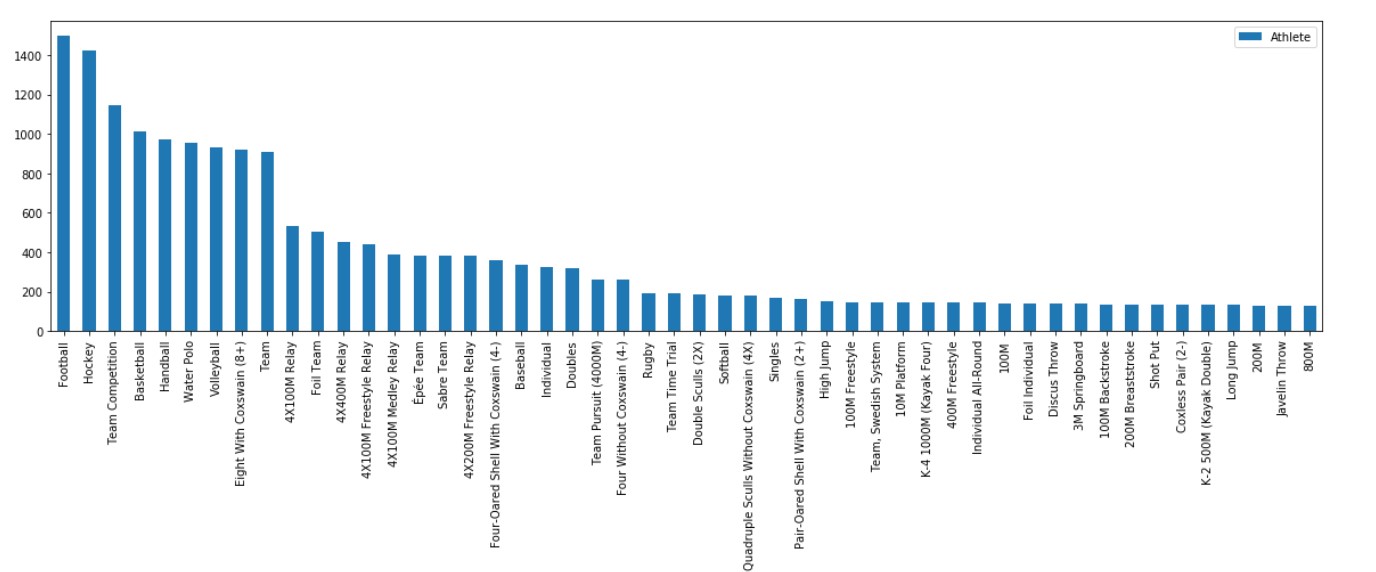 Athlete
1400
1200
1000
800
600
400
200
0
Football
Hockey
Team Competition
Basketball
Handball
Water Polo
Volleyball
Eight With Coxswain (8+)
Team
4X100M Relay
Foil Team
4X400M Relay
4X100M Freestyle Relay
4X100M Medley Relay
Épée Team
Sabre Team
4X200M Freestyle Relay
Four-Oared Shell With Coxswain (4-)
Baseball
Individual
Doubles
Team Pursuit (4000M)
Four Without Coxswain (4-)
Rugby
Team Time Trial
Double Sculls (2X)
Softball
Quadruple Sculls Without Coxswain (4X)
Singles
Pair-Oared Shell With Coxswain (2+)
High Jump
100M Freestyle
Team, Swedish System
10M Platform
K-4 1000M (Kayak Four)
400M Freestyle
Individual All-Round
100M
Foil Individual
Discus Throw
3M Springboard
100M Backstroke
200M Breaststroke
Shot Put
Coxless Pair (2-)
K-2 500M (Kayak Double)
Long Jump
200M
Javelin Throw
800M